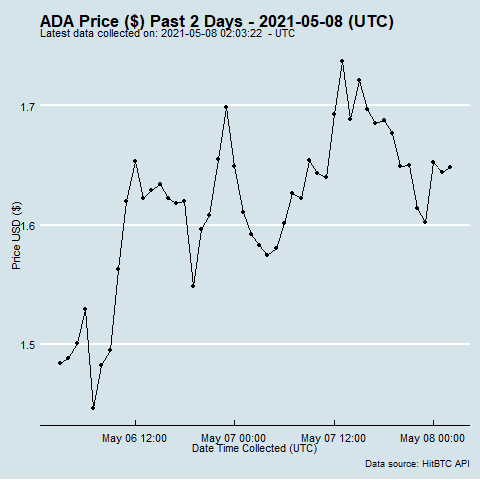 ADA Price ($) Past 2 Days - 2021-05-08 (UTC)
Latest data collected on: 2021-05-08 02:03:22 - UTC
1.7
1.6
1.5
Price USD ($)
May 06 12:00 May 07 00:00 May 07 12:00 May 08 00:00
Date Time Collected (UTC)
Data source: HitBTC API